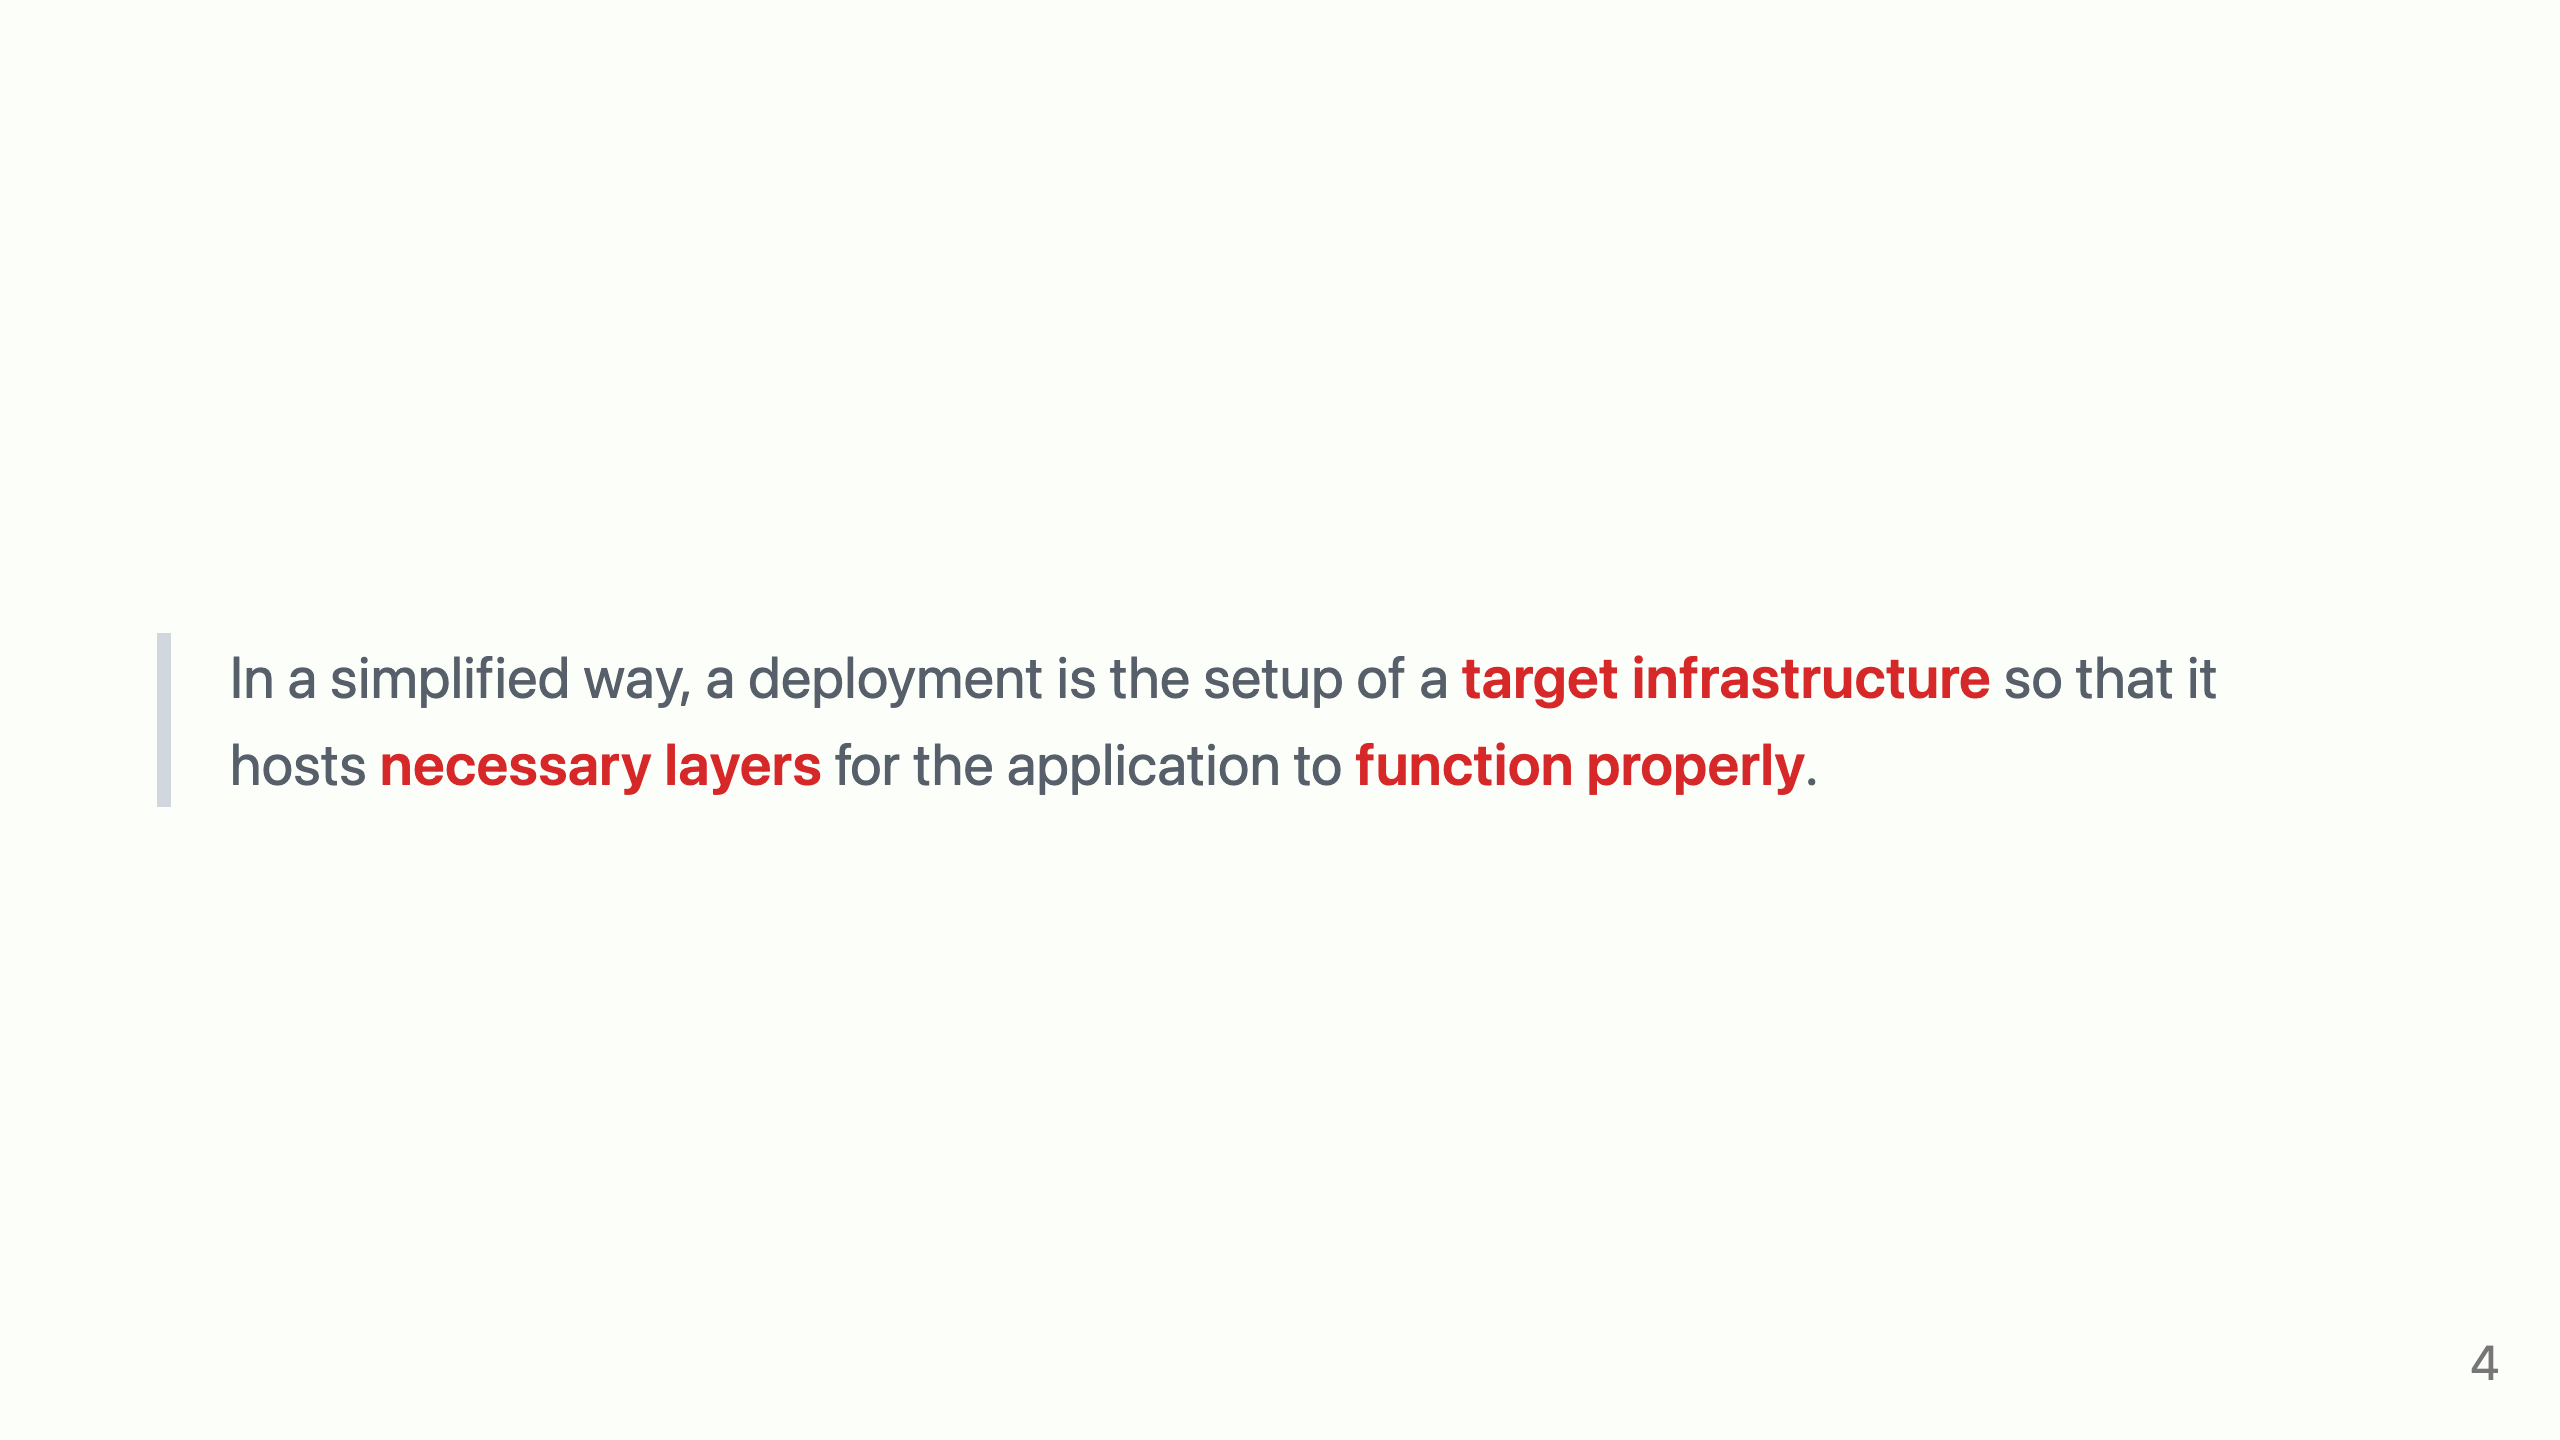 In a simplified way, a deployment is the setup of a target infrastructure so that it
hosts necessary layers for the application to function properly.
4